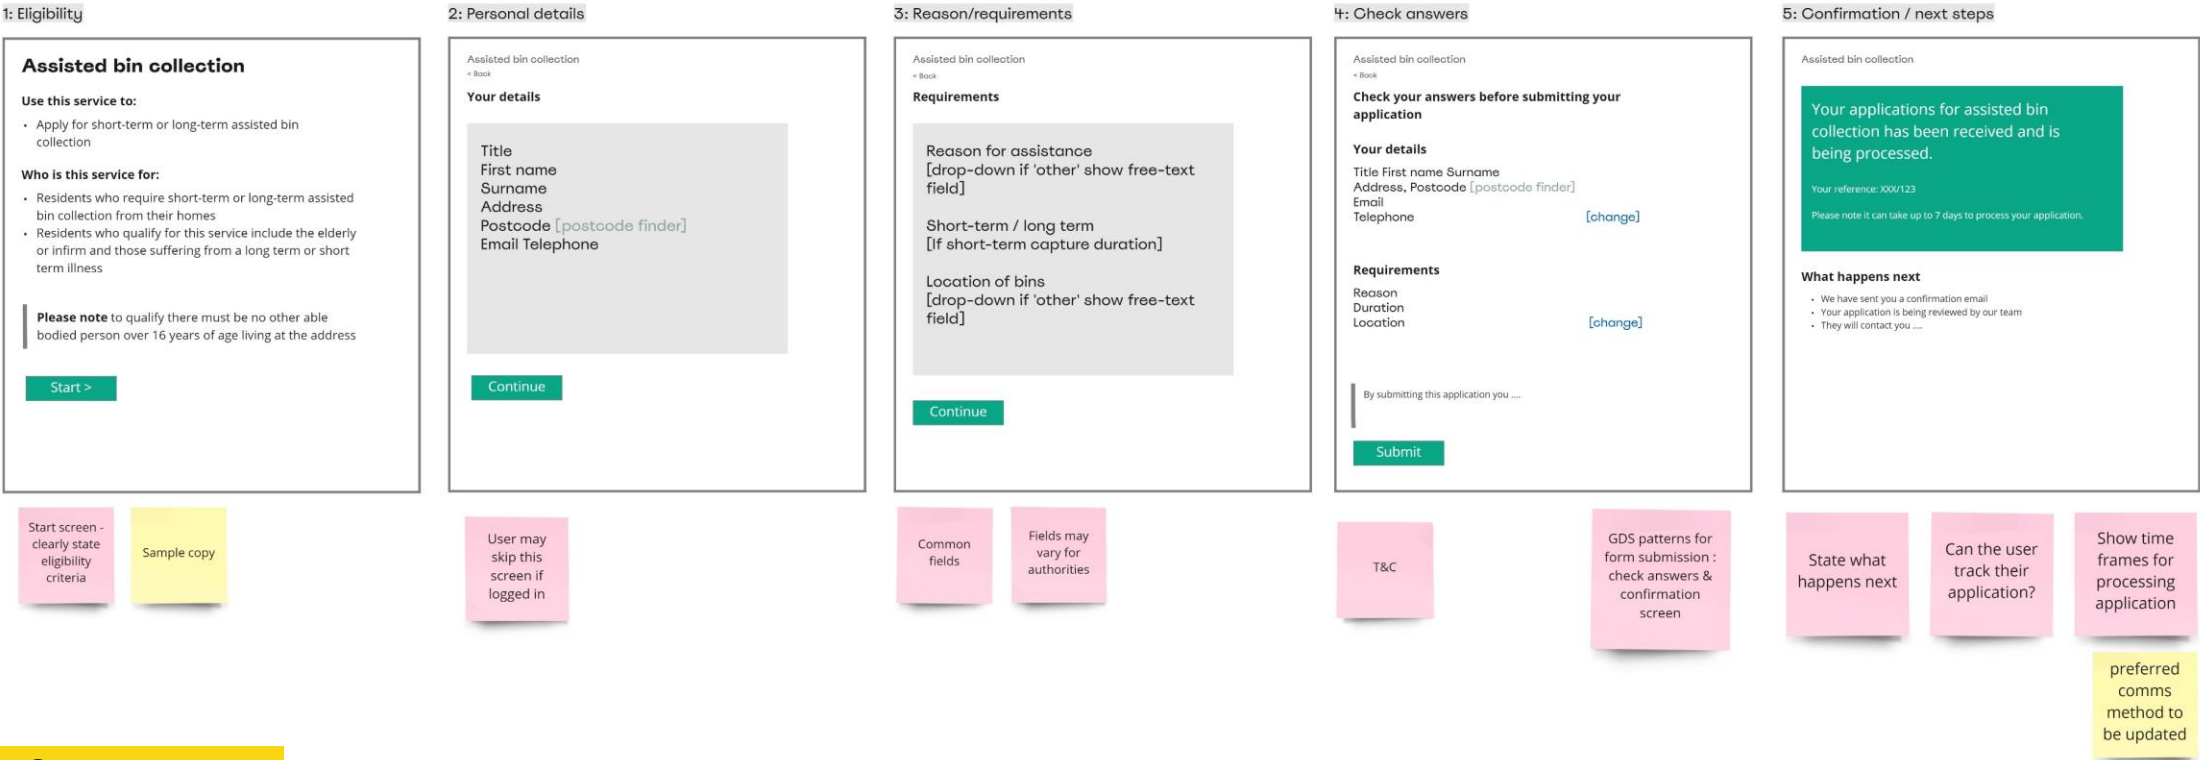 1: Eligibility
Assisted bin collection
Use this service to:
• Apply for short-term or long-term assisted bin
collection
Who is this service for:
• Residents who require short-term or long-term assisted
bin collection from their homes
• Residents who qualify for this service include the elderly
or infirm and those suffering from a long term or short
term illness
Please note to qualify there must be no other able
bodied person over 16 years of age living at the address
Start >
Start screen -
clearly state
eligibility
criteria
Sample copy
2: Personal details
Assisted bin collection
< Back
Your details
Title
First name
Surname
Address
Postcode [postcode finder]
Email Telephone
Continue
User may
skip this
screen if
logged in
3: Reason/requirements
Assisted bin collection
< Back
Requirements
Reason for assistance
[drop-down if 'other' show free-text
field]
Short-term / long term
[If short-term capture duration]
Location of bins
[drop-down if 'other' show free-text
field]
Continue
Common
fields
Fields may
vary for
authorities
4: Check answers
Assisted bin collection
< Back
Check your answers before submitting your
application
Your details
Title First name Surname
Address, Postcode [postcode finder]
Email
Telephone [change]
Requirements
Reason
Duration
Location [change]
By submitting this application you ....
Submit
T&C
GDS patterns for
form submission :
check answers &
confirmation
screen
5: Confirmation / next steps
Assisted bin collection
Your applications for assisted bin
collection has been received and is
being processed.
Your reference: XXX/123
Please note it can take up to 7 days to process your application.
What happens next
• We have sent you a confirmation email
• Your application is being reviewed by our team
• They will contact you ....
State what
happens next
Can the user
track their
application?
Show time
frames for
processing
application
preferred
comms
method to
be updated